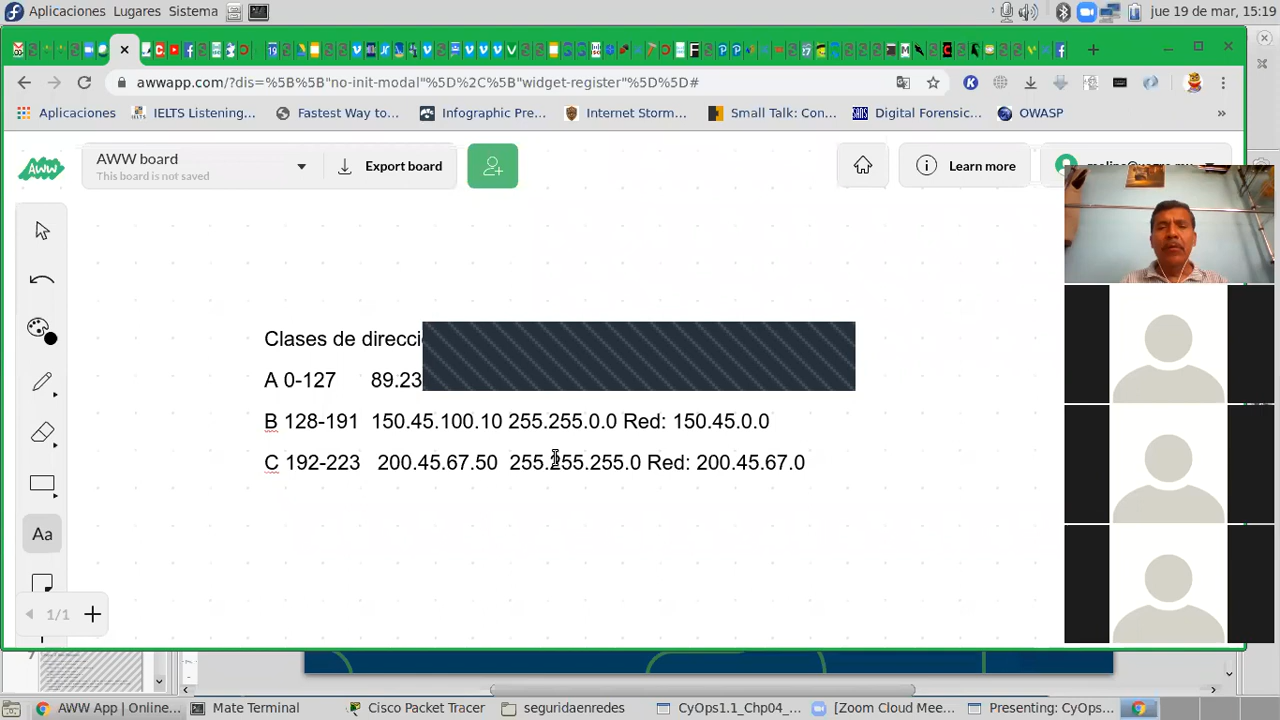 Aplicaciones Lugares Sistema
jue 19 de mar, 15:19
awwapp.com/?dis=%5B%5B"no-init-modal"%5D%2C%5B"widget-register"%5D%5D#
Aplicaciones
IELTS Listening...
Fastest Way to...
Infographic Pre...
Internet Storm...
Small Talk: Con...
Digital Forensic...
OWASP
»
AWW
AWW board
This board is not saved
Export board
Learn more
Clases de direcci
A 0-127 89.23
B 128-191 150.45.100.10 255.255.0.0 Red: 150.45.0.0
C 192-223 200.45.67.50 255.255.255.0 Red: 200.45.67.0
Aa
1/1
AWW App | Online...
Mate Terminal
Cisco Packet Tracer
seguridaenredes
CyOps1.1_Chp04_...
[Zoom Cloud Mee...
Presenting: CyOps...